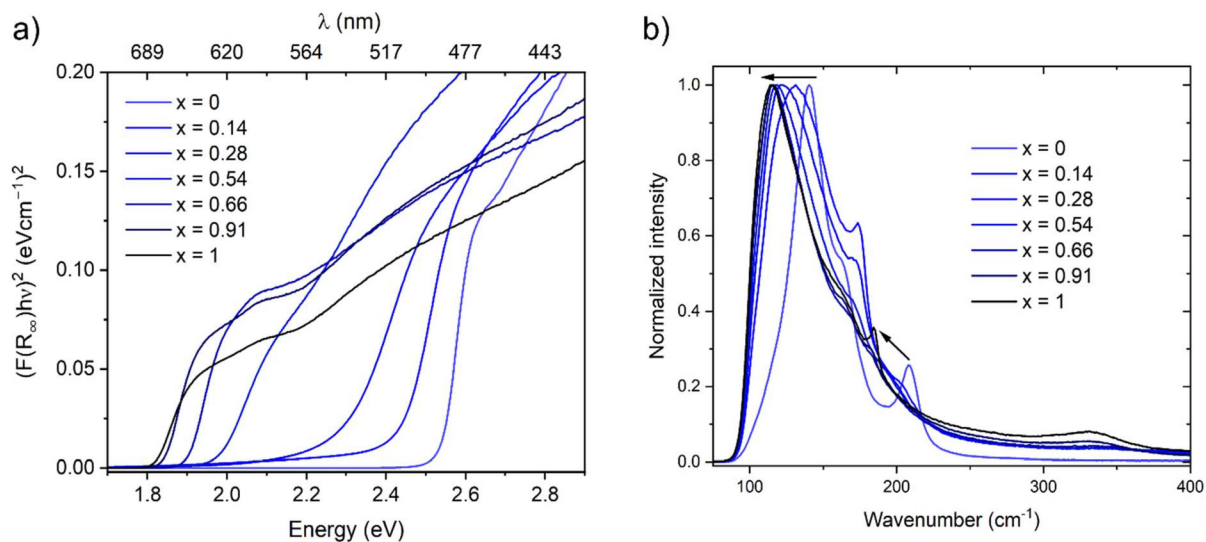 a)
λ (nm)
689 620 564 517 477 443
0.20
0.15
0.10
0.05
0.00
(F(R∞)hν)² (eVcm⁻¹)²
x = 0
x = 0.14
x = 0.28
x = 0.54
x = 0.66
x = 0.91
x = 1
1.8 2.0 2.2 2.4 2.6 2.8
Energy (eV)
b)
1.0
0.8
0.6
0.4
0.2
0.0
Normalized intensity
x = 0
x = 0.14
x = 0.28
x = 0.54
x = 0.66
x = 0.91
x = 1
100 200 300 400
Wavenumber (cm⁻¹)